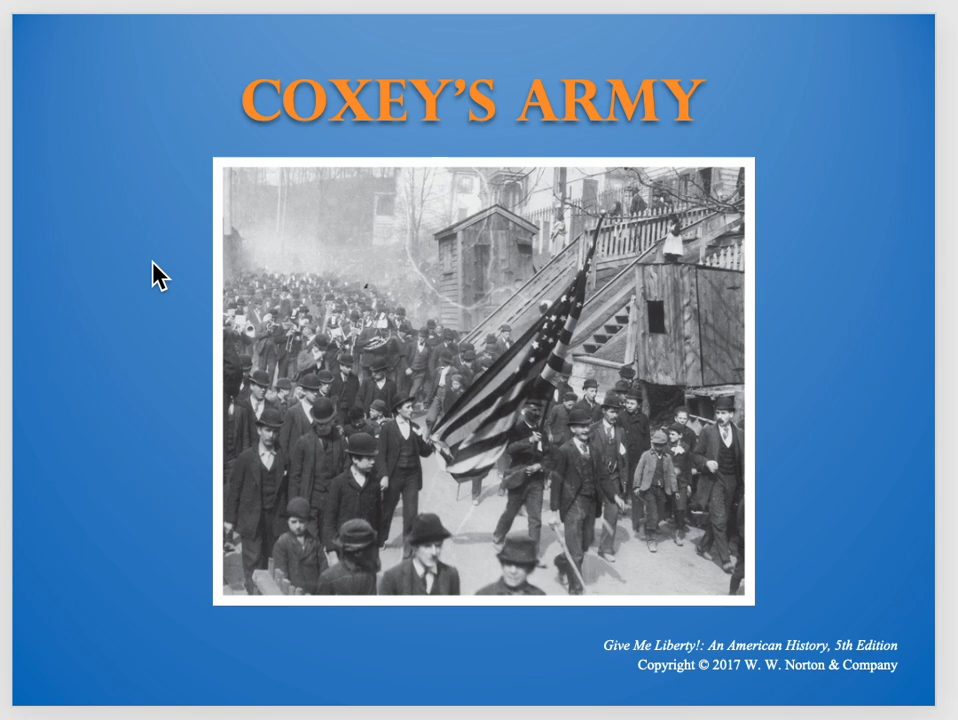 COXEY’S ARMY
Give Me Liberty!: An American History, 5th Edition
Copyright © 2017 W. W. Norton & Company